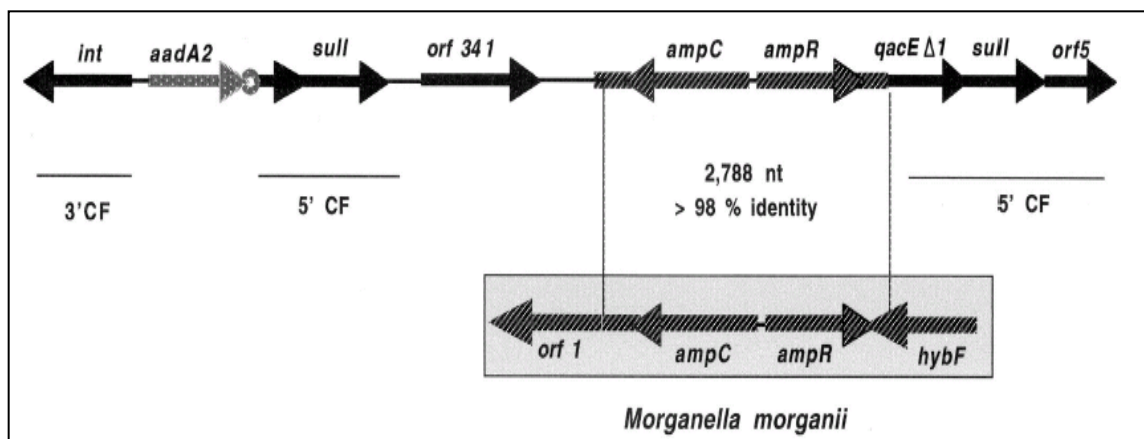 int aadA2 sulI orf 341 ampC ampR qacE Δ1 sulI orf5
3'CF
5' CF
2,788 nt
> 98 % identity
5' CF
orf 1 ampC ampR hybF
Morganella morganii